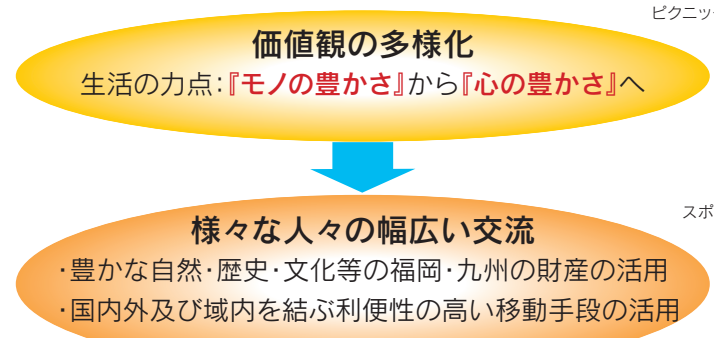 ピクニッ
価値観の多様化
生活の力点：『モノの豊かさ』から『心の豊かさ』へ
スポ
様々な人々の幅広い交流
・豊かな自然・歴史・文化等の福岡・九州の財産の活用
・国内外及び域内を結ぶ利便性の高い移動手段の活用